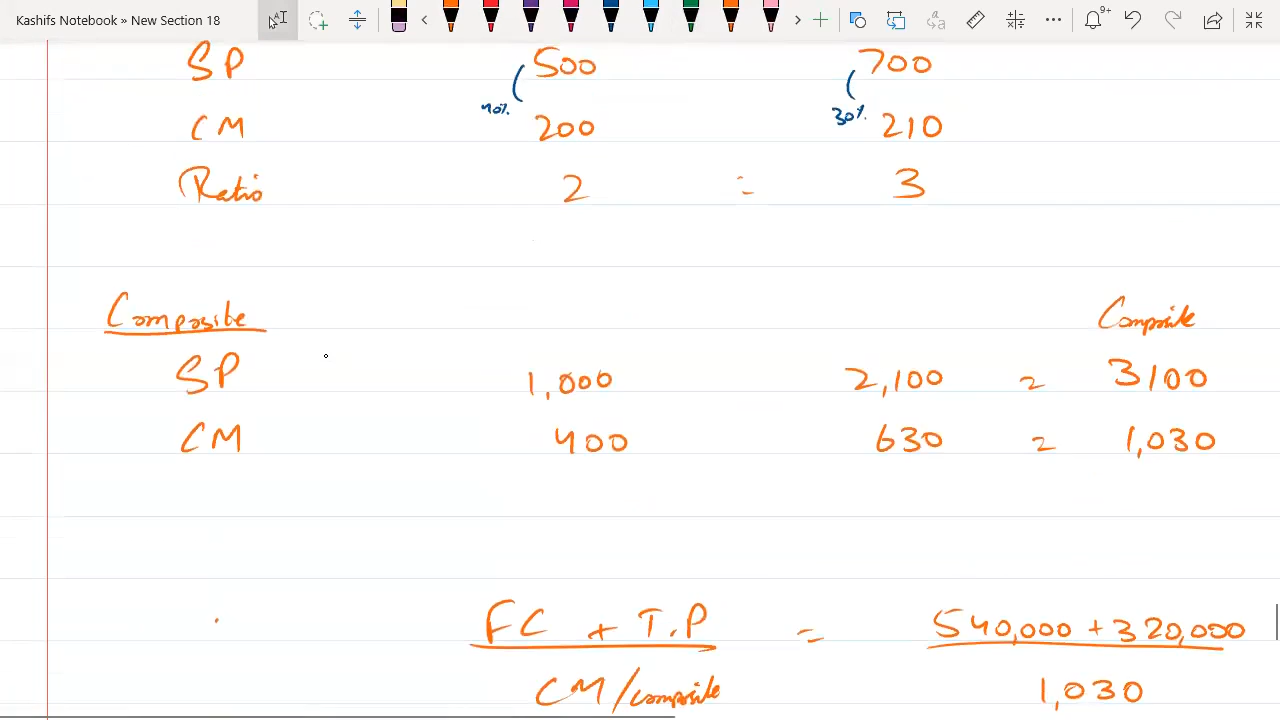 Kashifs Notebook » New Section 18
9+
SP 500 700
40% 30%
CM 200 210
Ratio 2 : 3
Composite Composite
SP 1,000 2,100 = 3100
CM 400 630 = 1,030
FC + T.P = 540,000 + 320,000
CM/composite 1,030